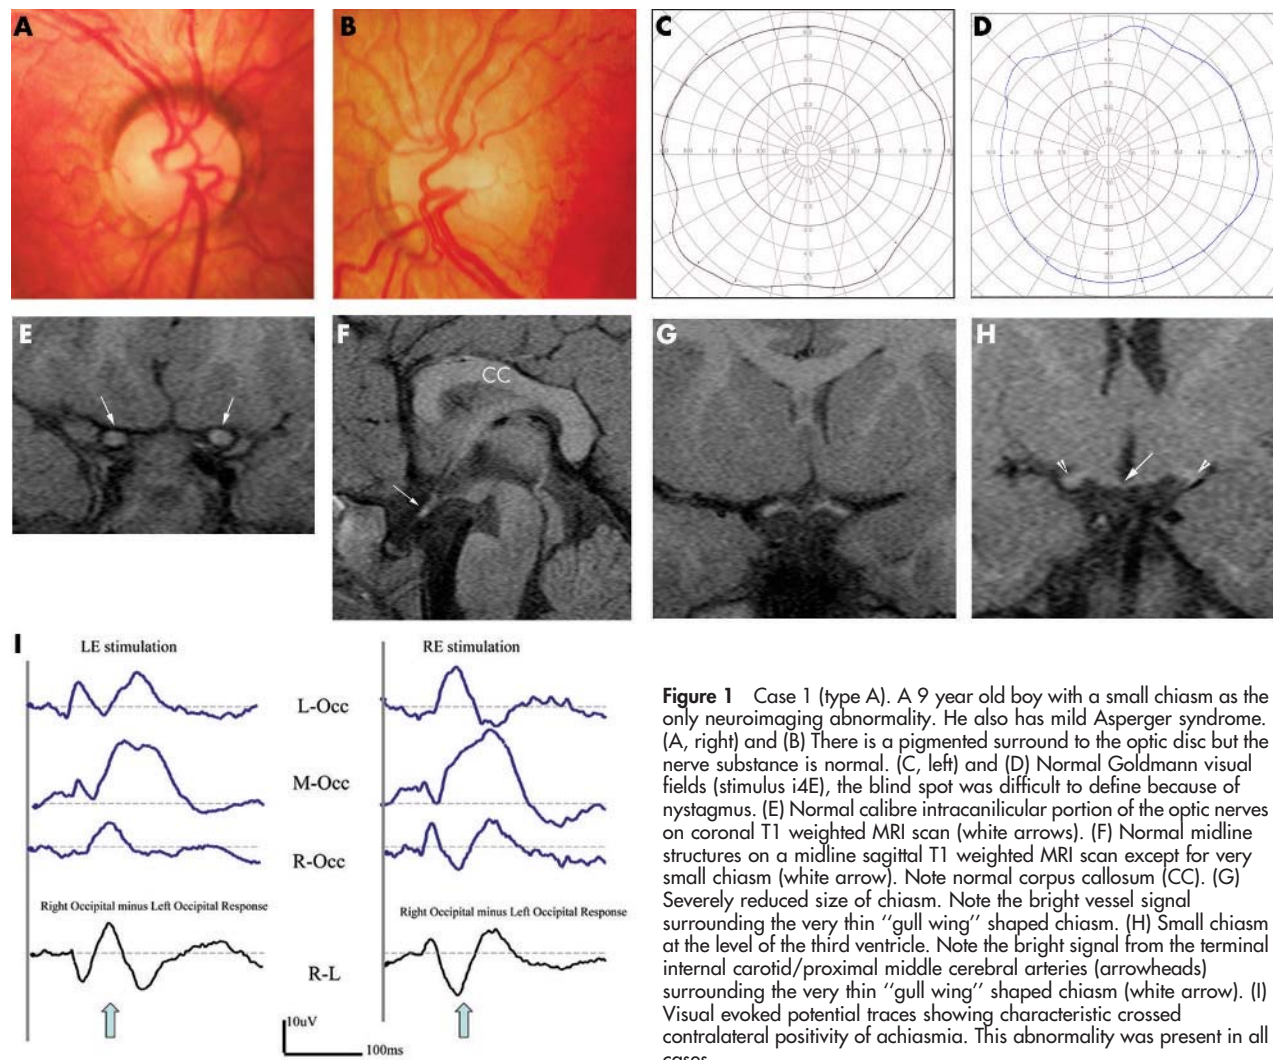 A
B
C
D
E
F
CC
G
H
I
LE stimulation
RE stimulation
L-Occ
M-Occ
R-Occ
Right Occipital minus Left Occipital Response
Right Occipital minus Left Occipital Response
R-L
10uV
100ms
Figure 1 Case 1 (type A). A 9 year old boy with a small chiasm as the
only neuroimaging abnormality. He also has mild Asperger syndrome.
(A, right) and (B) There is a pigmented surround to the optic disc but the
nerve substance is normal. (C, left) and (D) Normal Goldmann visual
fields (stimulus i4E), the blind spot was difficult to define because of
nystagmus. (E) Normal calibre intracanilicular portion of the optic nerves
on coronal T1 weighted MRI scan (white arrows). (F) Normal midline
structures on a midline sagittal T1 weighted MRI scan except for very
small chiasm (white arrow). Note normal corpus callosum (CC). (G)
Severely reduced size of chiasm. Note the bright vessel signal
surrounding the very thin ‘‘gull wing’’ shaped chiasm. (H) Small chiasm
at the level of the third ventricle. Note the bright signal from the terminal
internal carotid/proximal middle cerebral arteries (arrowheads)
surrounding the very thin ‘‘gull wing’’ shaped chiasm (white arrow). (I)
Visual evoked potential traces showing characteristic crossed
contralateral positivity of achiasmia. This abnormality was present in all
cases